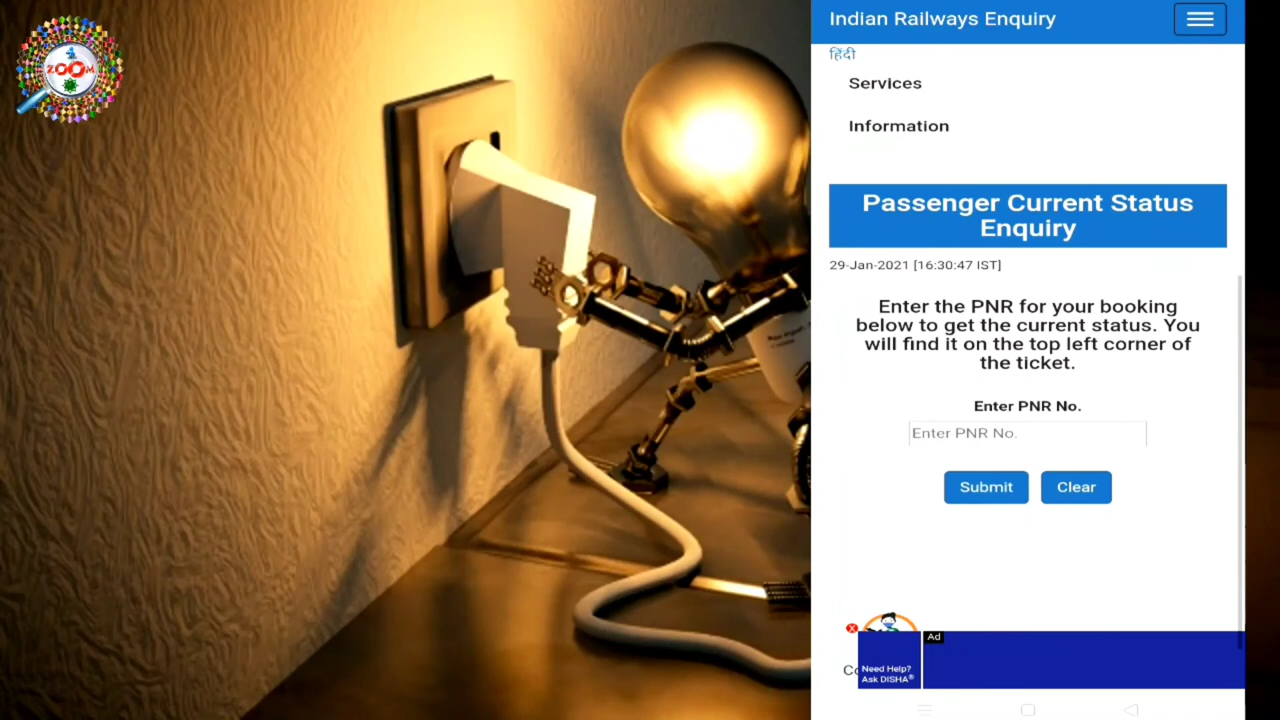 ZOOM
Indian Railways Enquiry
हिंदी
Services
Information
Passenger Current Status
Enquiry
29-Jan-2021 [16:30:47 IST]
Enter the PNR for your booking
below to get the current status. You
will find it on the top left corner of
the ticket.
Enter PNR No.
Enter PNR No.
Submit
Clear
X
Ad
Need Help?
Ask DISHA®